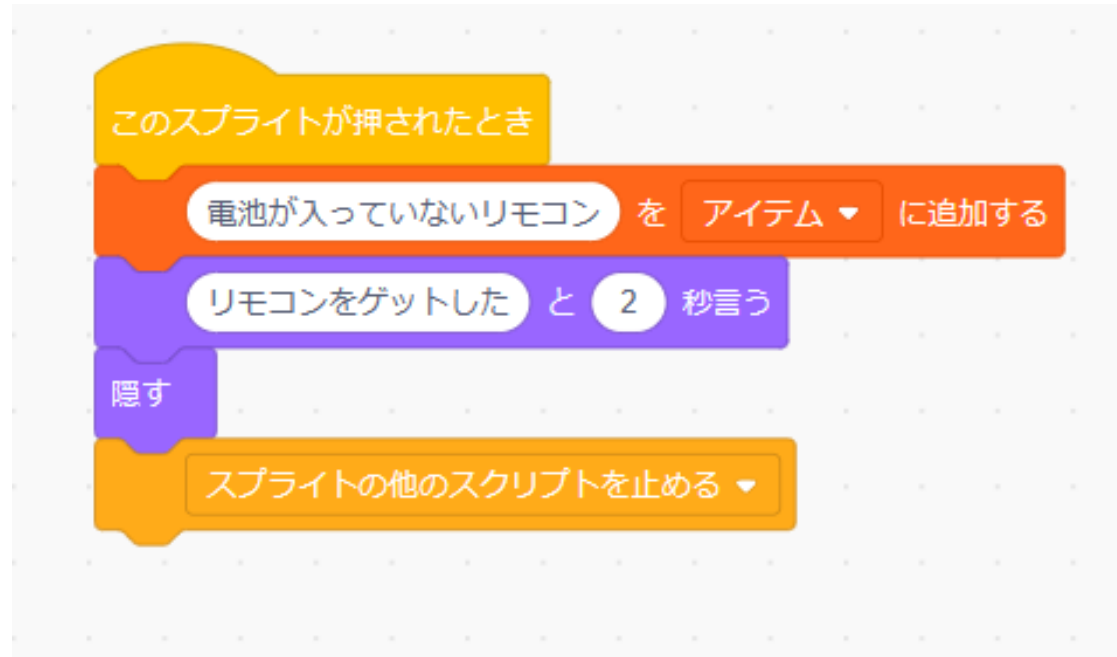 このスプライトが押されたとき
電池が入っていないリモコン を アイテム に追加する
リモコンをゲットした と 2 秒言う
隠す
スプライトの他のスクリプトを止める